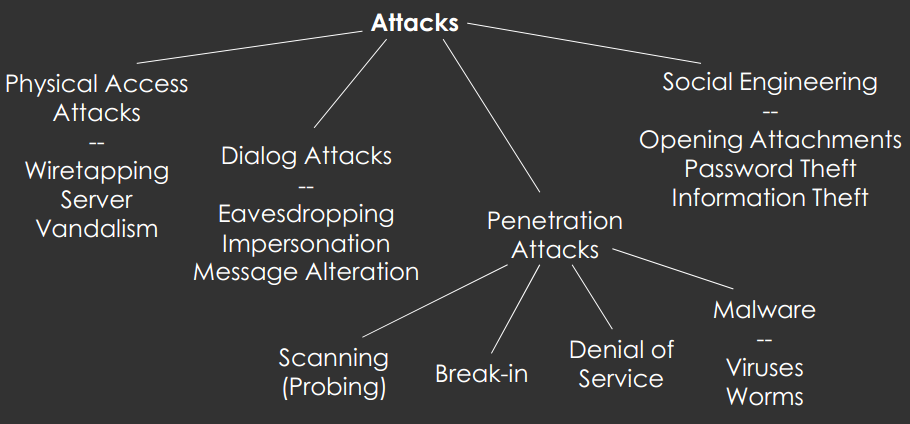 Attacks
Physical Access
Attacks
--
Wiretapping
Server
Vandalism
Dialog Attacks
--
Eavesdropping
Impersonation
Message Alteration
Penetration
Attacks
Social Engineering
--
Opening Attachments
Password Theft
Information Theft
Scanning
(Probing)
Break-in
Denial of
Service
Malware
--
Viruses
Worms